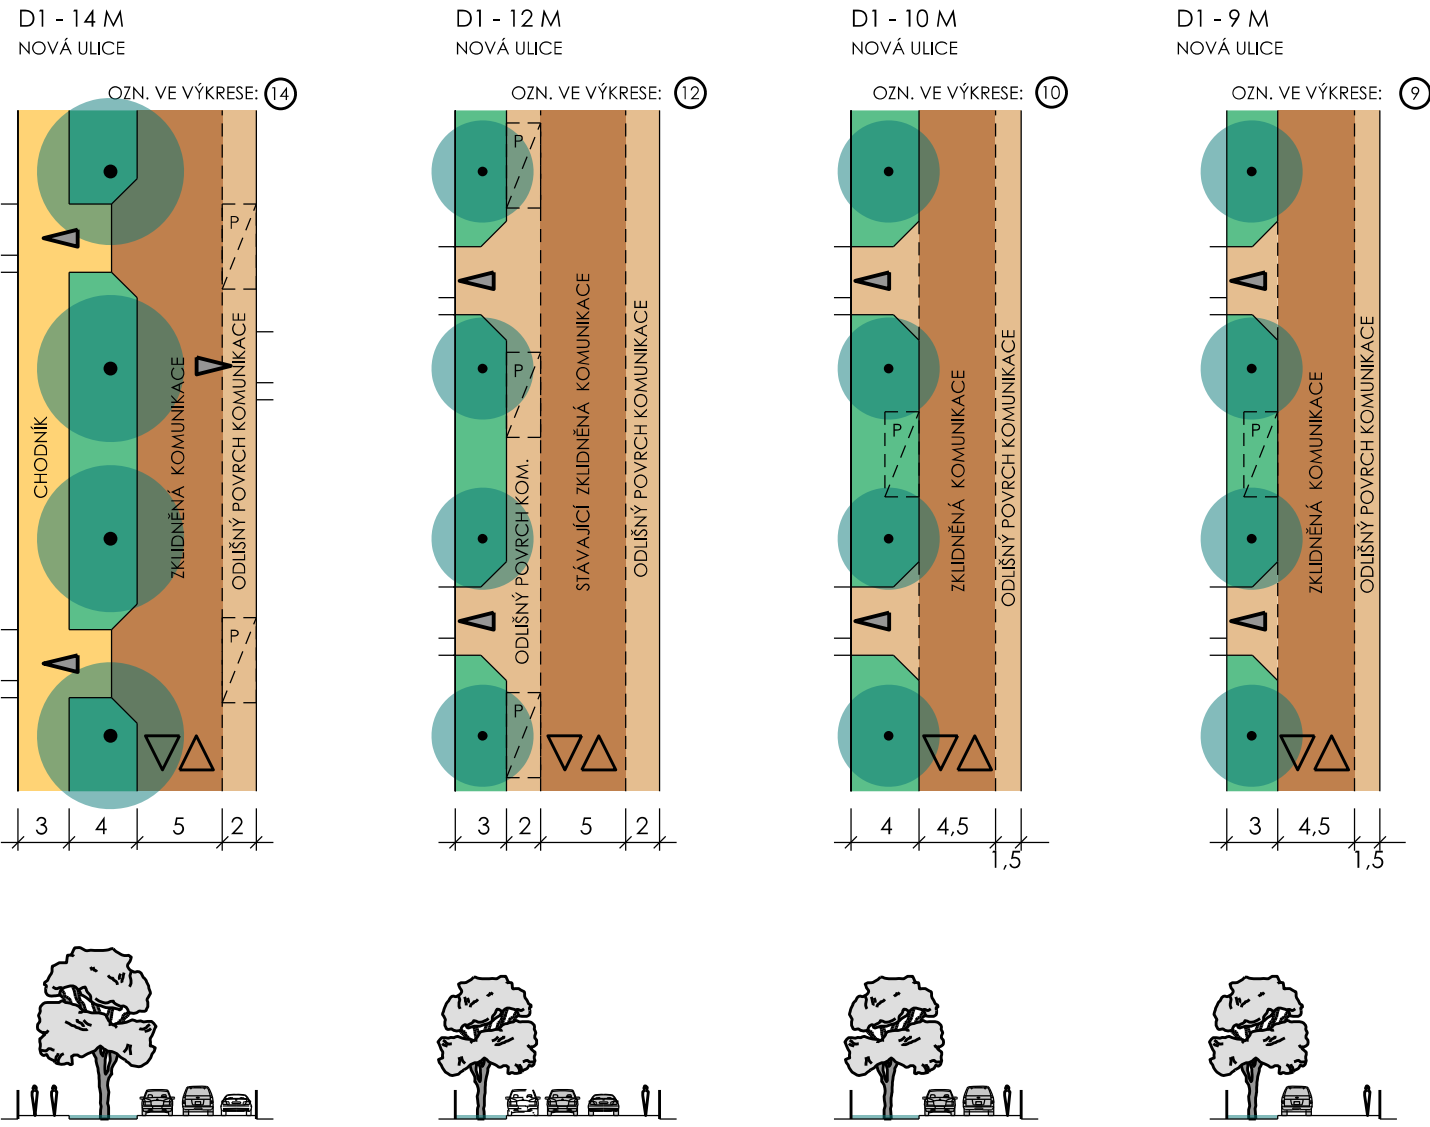 D1 - 14 M
NOVÁ ULICE
OZN. VE VÝKRESE: 14
P
CHODNÍK
ZKLIDNĚNÁ KOMUNIKACE
ODLIŠNÝ POVRCH KOMUNIKACE
P
3 4 5 2
D1 - 12 M
NOVÁ ULICE
OZN. VE VÝKRESE: 12
P
P
ODLIŠNÝ POVRCH KOM.
STÁVAJÍCÍ ZKLIDNĚNÁ KOMUNIKACE
ODLIŠNÝ POVRCH KOMUNIKACE
P
3 2 5 2
D1 - 10 M
NOVÁ ULICE
OZN. VE VÝKRESE: 10
P
ZKLIDNĚNÁ KOMUNIKACE
ODLIŠNÝ POVRCH KOMUNIKACE
4 4,5 1,5
D1 - 9 M
NOVÁ ULICE
OZN. VE VÝKRESE: 9
P
ZKLIDNĚNÁ KOMUNIKACE
ODLIŠNÝ POVRCH KOMUNIKACE
3 4,5 1,5